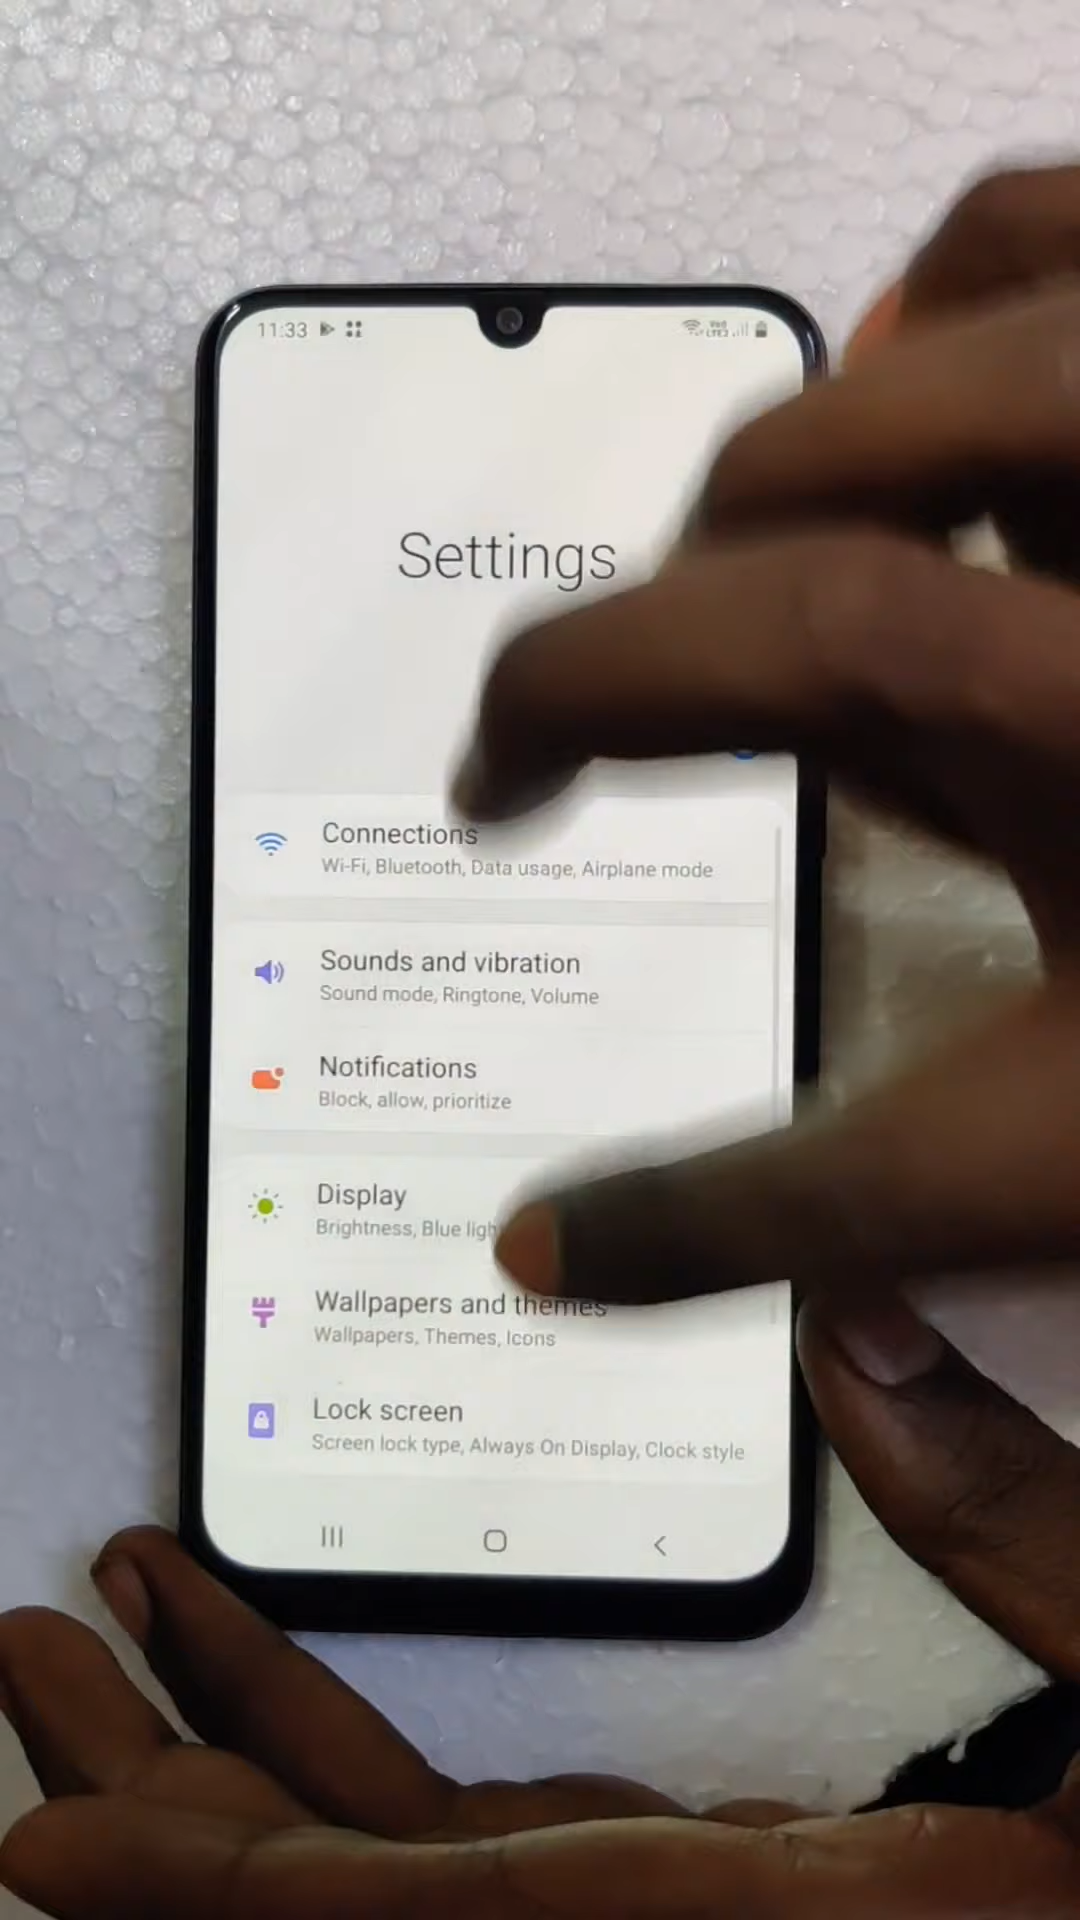 11:33
Settings
Connections
Wi-Fi, Bluetooth, Data usage, Airplane mode
Sounds and vibration
Sound mode, Ringtone, Volume
Notifications
Block, allow, prioritize
Display
Brightness, Blue
Wallpapers and themes
Wallpapers, Themes, Icons
Lock screen
Screen lock type, Always On Display, Clock style